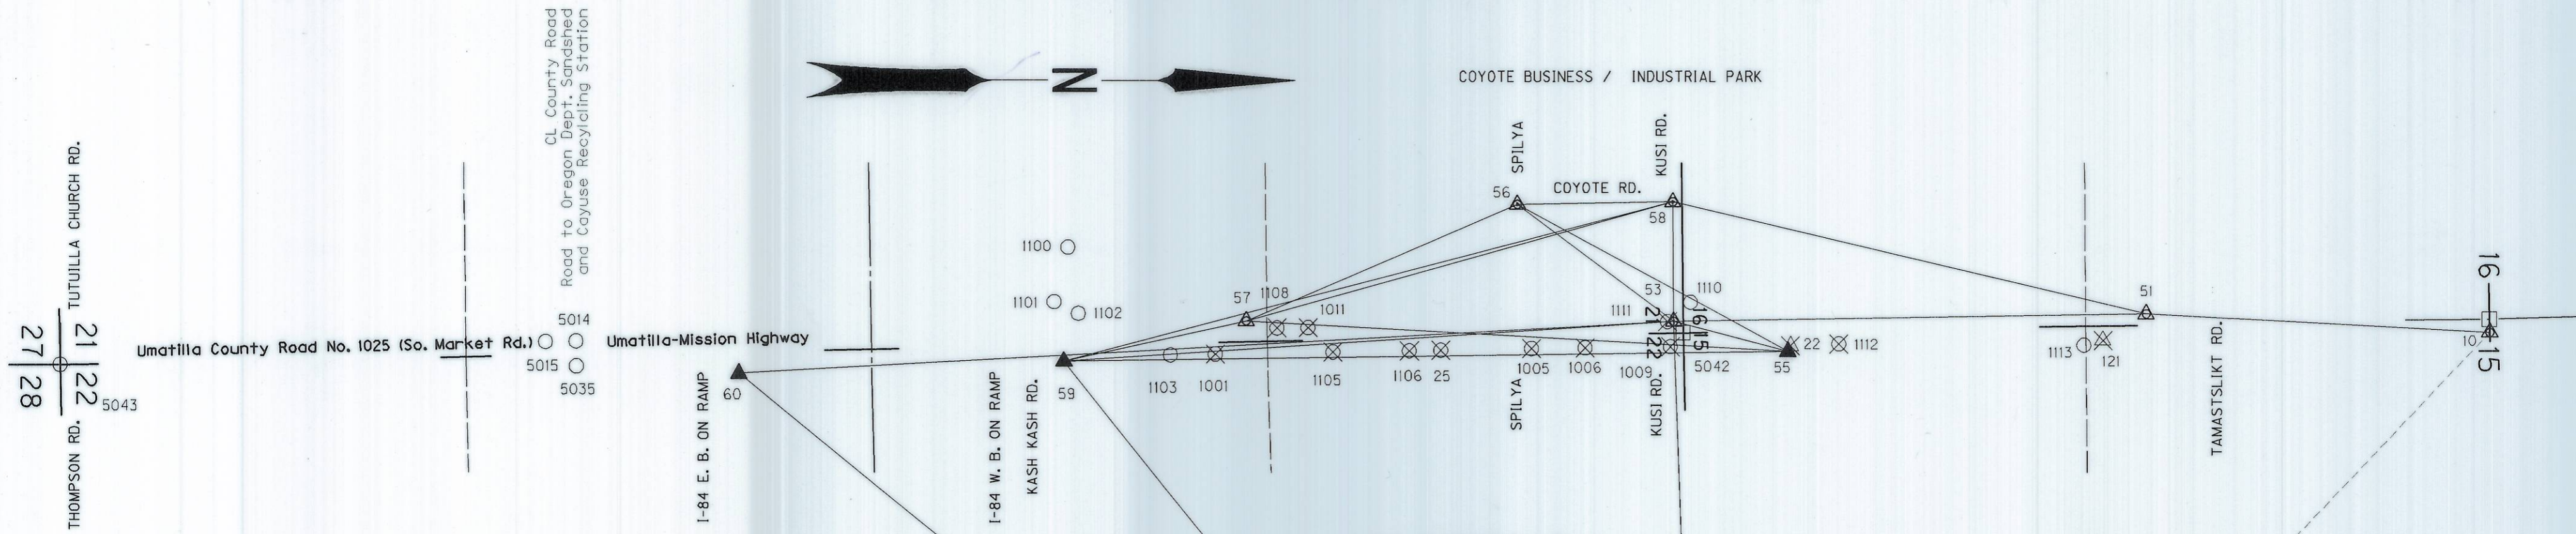 CL County Road
Road to Oregon Dept. Sandshed
and Cayuse Recylcling Station
N
COYOTE BUSINESS / INDUSTRIAL PARK
TUTUILLA CHURCH RD.
SPILYA
KUSI RD.
56
COYOTE RD.
58
1100
1101
1102
57
1108
1011
53
1110
1111
51
21
16
16
27
21
5014
Umatilla County Road No. 1025 (So. Market Rd.)
Umatilla-Mission Highway
5015
5035
28
22
5043
THOMPSON RD.
60
I-84 E. B. ON RAMP
59
I-84 W. B. ON RAMP
KASH KASH RD.
1103
1001
1105
1106
25
1005
1006
1009
22
15
5042
55
22
1112
1113
121
10
15
SPILYA
KUSI RD.
TAMASTSLIKT RD.